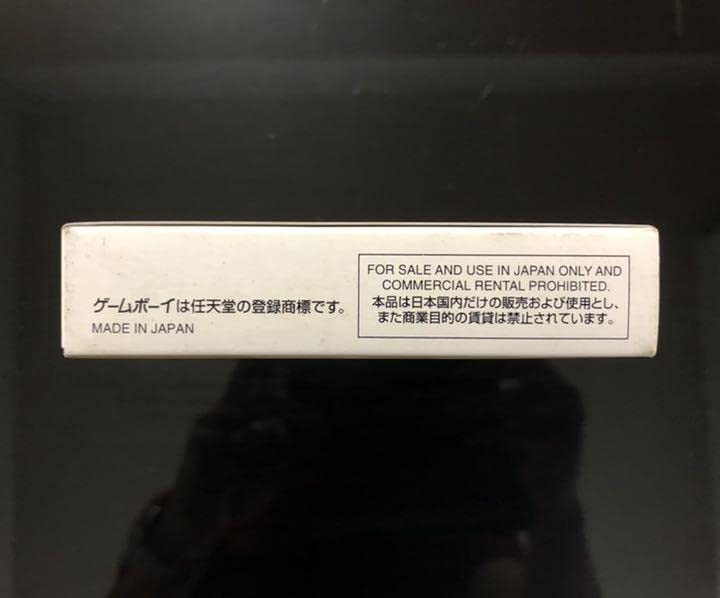 ゲームボーイは任天堂の登録商標です。
MADE IN JAPAN
FOR SALE AND USE IN JAPAN ONLY AND
COMMERCIAL RENTAL PROHIBITED.
本品は日本国内だけの販売および使用とし、
また商業目的の賃貸は禁止されています。